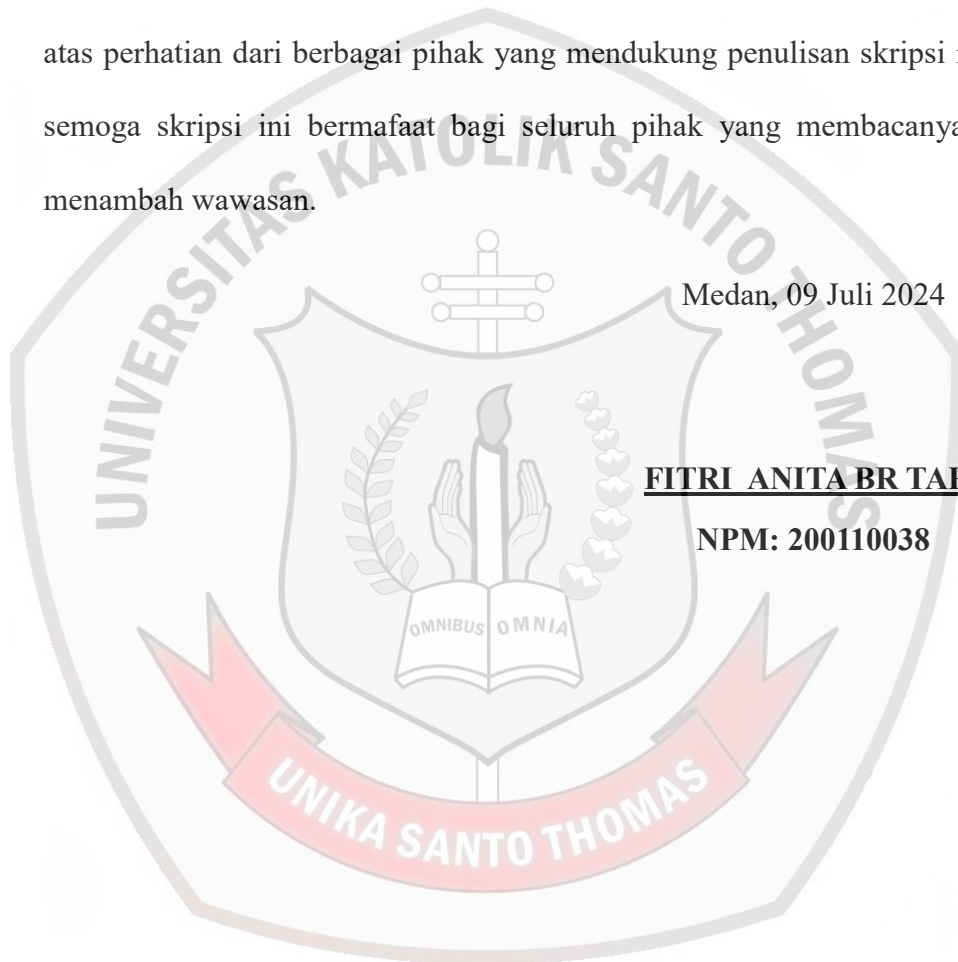 atas perhatian dari berbagai pihak yang mendukung penulisan skripsi
semoga skripsi ini bermafaat bagi seluruh pihak yang membacanya
menambah wawasan.
UNIVERSITAS KATOLIK SANTO THOMAS
Medan, 09 Juli 2024
FITRI ANITA BR
NPM: 200110038
OMNIBUS OMNIA
UNIKA SANTO THOMAS